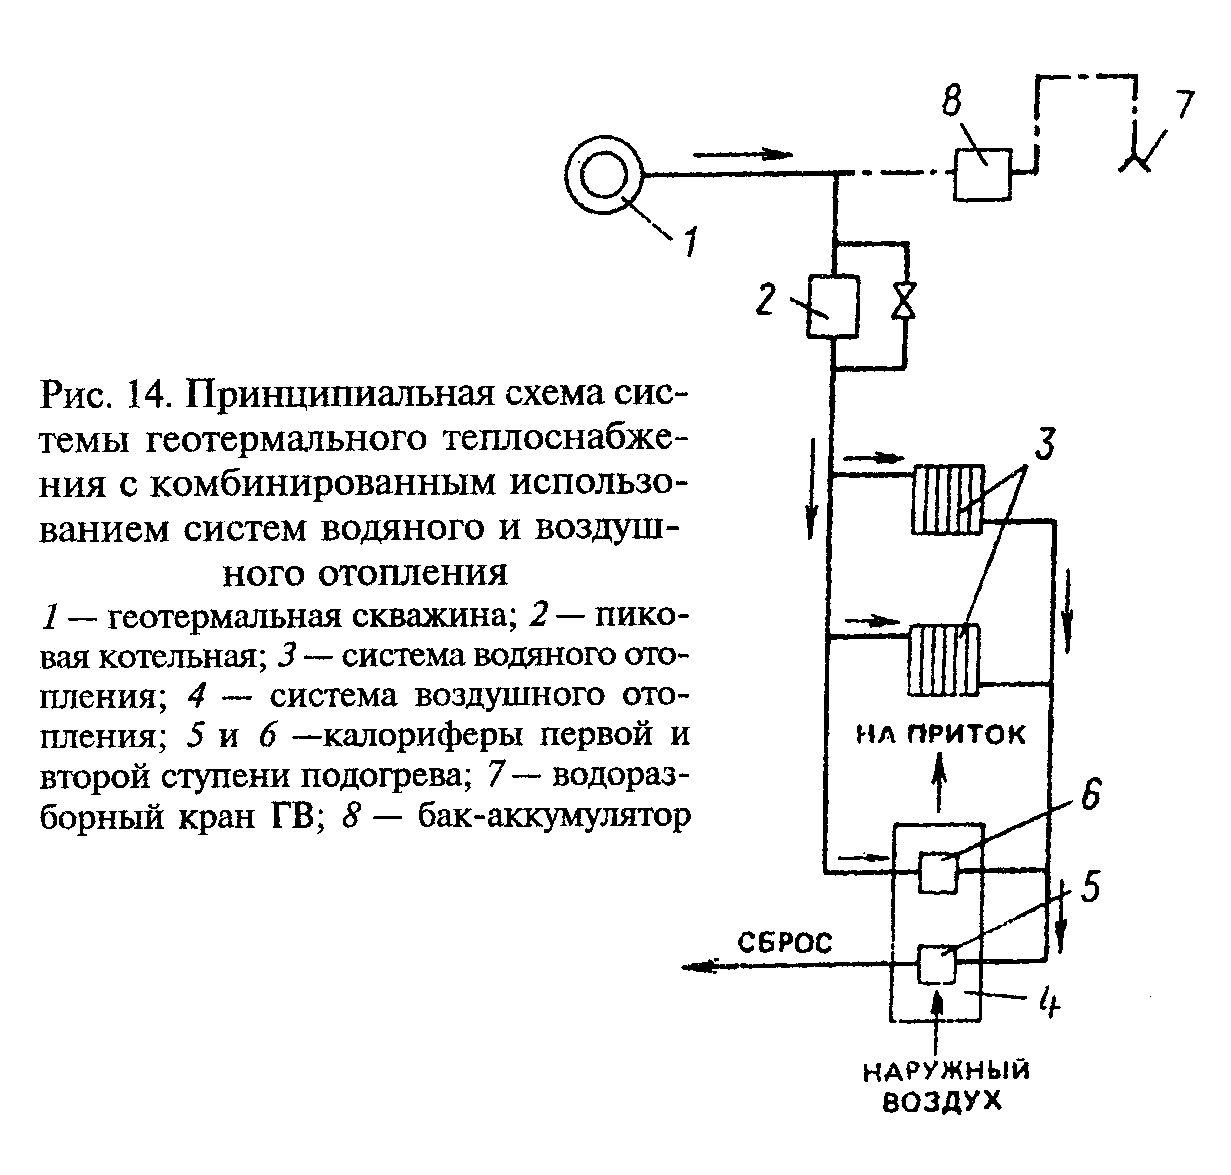 8
7
1
2
Рис. 14. Принципиальная схема сис-
темы геотермального теплоснабже-
ния с комбинированным использо-
ванием систем водяного и воздуш-
ного отопления
1 — геотермальная скважина; 2 — пико-
вая котельная; 3 — система водяного ото-
пления; 4 — система воздушного ото-
пления; 5 и 6 —калориферы первой и
второй ступени подогрева; 7— водораз-
борный кран ГВ; 8 — бак-аккумулятор
3
НА ПРИТОК
6
5
СБРОС
4
НАРУЖНЫЙ
ВОЗДУХ